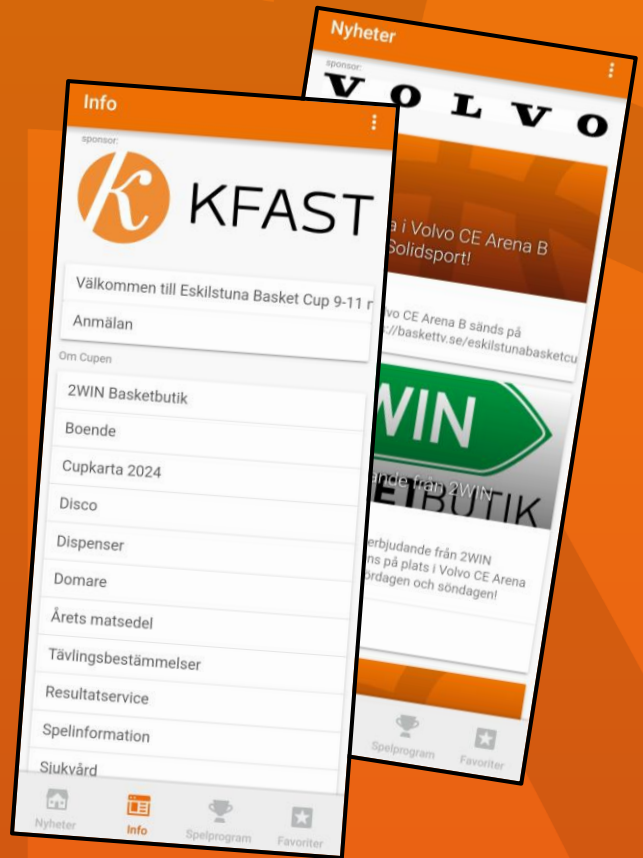 Info
sponsor:
KFAST
Välkommen till Eskilstuna Basket Cup 9-11
Anmälan
Om Cupen
2WIN Basketbutik
Boende
Cupkarta 2024
Disco
Dispenser
Domare
Årets matsedel
Tävlingsbestämmelser
Resultatservice
Spelinformation
Sjukvård
Nyheter
Info
Spelprogram
Favoriter
Nyheter
sponsor:
VOLVO
i Volvo CE Arena B
Solidsport!
vo CE Arena B sänds på
://baskettv.se/eskilstunabasketcu
WIN
ande från 2WIN
ETBUTIK
erbjudande från 2WIN
ns på plats i Volvo CE Arena
ördagen och söndagen!
Spelprogram
Favoriter